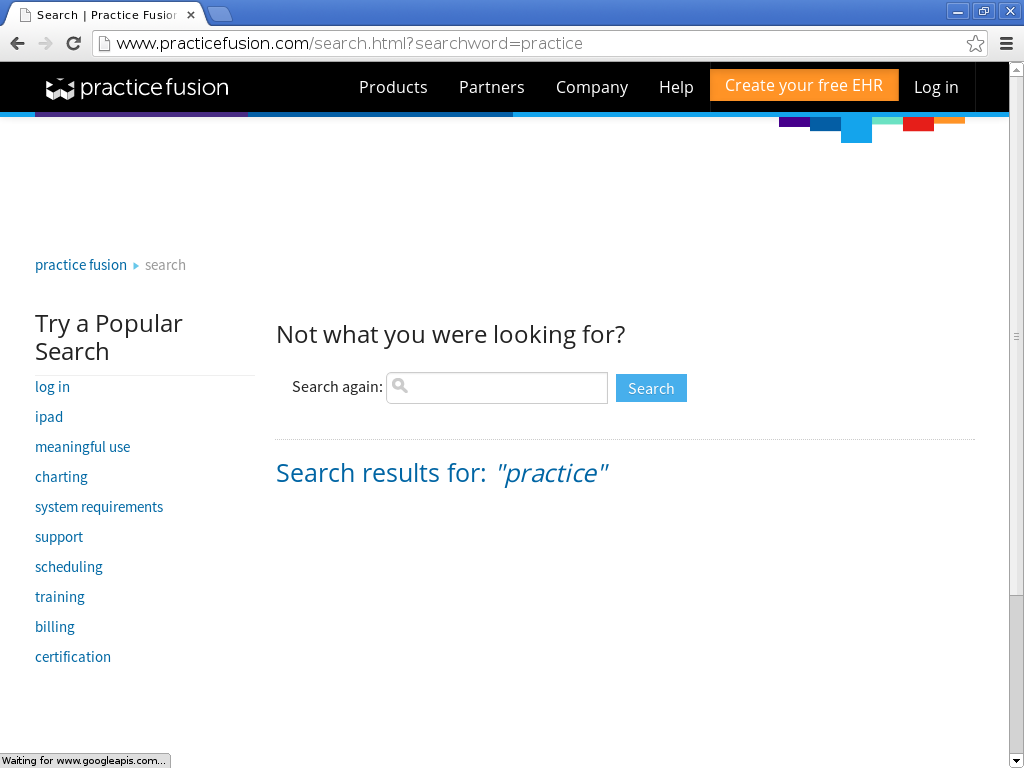 Search | Practice Fusion
www.practicefusion.com/search.html?searchword=practice
practice fusion
Products Partners Company Help Create your free EHR Log in
practice fusion search
Try a Popular
Search
log in
ipad
meaningful use
charting
system requirements
support
scheduling
training
billing
certification
Not what you were looking for?
Search again: Search
Search results for: "practice"
Waiting for www.googleapis.com...